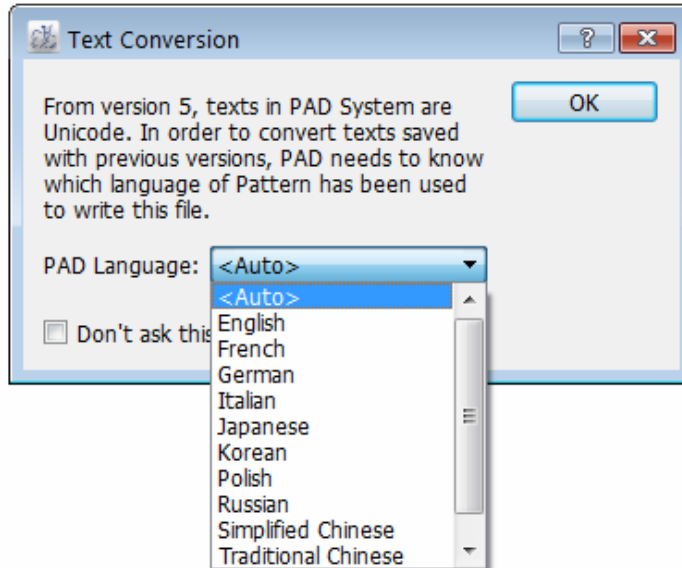 Text Conversion
?
From version 5, texts in PAD System are
Unicode. In order to convert texts saved
with previous versions, PAD needs to know
which language of Pattern has been used
to write this file.
OK
PAD Language: <Auto>
<Auto>
English
Don't ask this
French
German
Italian
Japanese
Korean
Polish
Russian
Simplified Chinese
Traditional Chinese